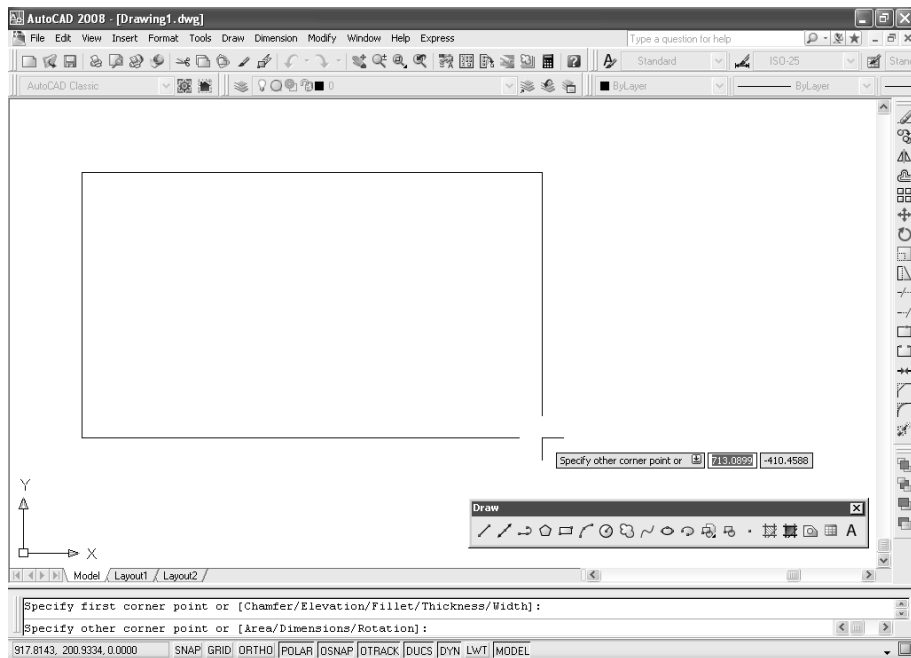 AutoCAD 2008 - [Drawing1.dwg]
File Edit View Insert Format Tools Draw Dimension Modify Window Help Express Type a question for help
Standard ISO-25
AutoCAD Classic 0 ByLayer ByLayer
Specify other corner point or 713.0899 -410.4588
Y
Draw
A
X
Model Layout1 Layout2
Specify first corner point or [Chamfer/Elevation/Fillet/Thickness/Width]:
Specify other corner point or [Area/Dimensions/Rotation]:
917.8143, 200.9334, 0.0000 SNAP GRID ORTHO POLAR OSNAP OTRACK DUCS DYN LWT MODEL